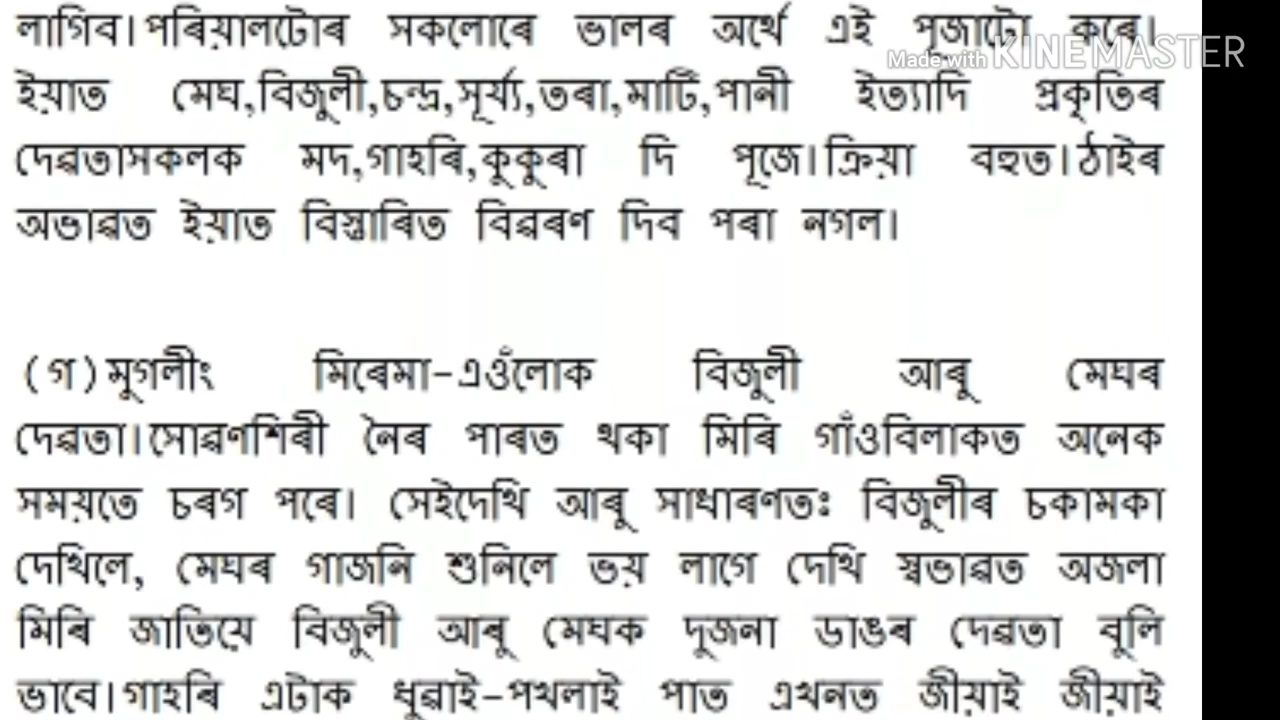 লাগিব।পৰিয়ালটোৰ সকলোৰে ভালৰ অৰ্থে এই পূজাটো কৰে।
Made with KINEMASTER
ইয়াত মেঘ,বিজুলী,চন্দ্ৰ,সূৰ্য্য,তৰা,মাটি,পানী ইত্যাদি প্ৰকৃতিৰ
দেৱতাসকলক মদ,গাহৰি,কুকুৰা দি পূজে।ক্ৰিয়া বহুত।ঠাইৰ
অভাৱত ইয়াত বিস্তাৰিত বিৱৰণ দিব পৰা নগল।
(গ)মুগলীং মিৰেমা-এওঁলোক বিজুলী আৰু মেঘৰ
দেৱতা।সোৱণশিৰী নৈৰ পাৰত থকা মিৰি গাঁওবিলাকত অনেক
সময়তে চৰগ পৰে। সেইদেখি আৰু সাধাৰণতঃ বিজুলীৰ চকামকা
দেখিলে, মেঘৰ গাজনি শুনিলে ভয় লাগে দেখি স্বভাৱত অজলা
মিৰি জাতিয়ে বিজুলী আৰু মেঘক দুজনা ডাঙৰ দেৱতা বুলি
ভাবে।গাহৰি এটাক ধুৱাই-পখলাই পাত এখনত জীয়াই জীয়াই